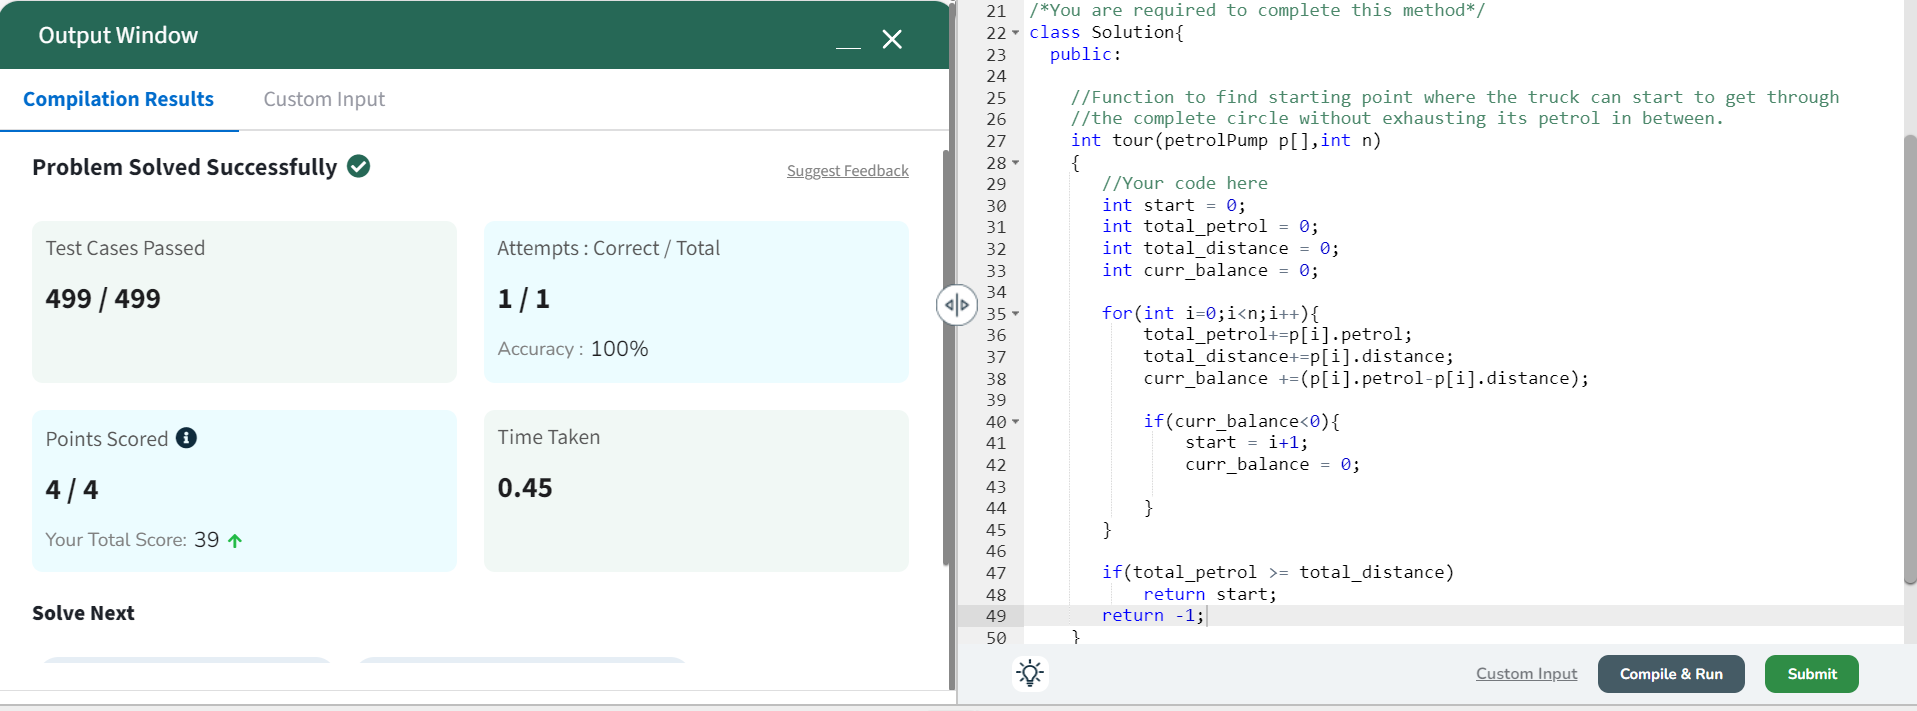 Output Window
Compilation Results
Custom Input
Problem Solved Successfully
Suggest Feedback
Test Cases Passed
499 / 499
Attempts : Correct / Total
1 / 1
Accuracy : 100%
Points Scored
4 / 4
Your Total Score: 39
Time Taken
0.45
Solve Next
21 /*You are required to complete this method*/
22 class Solution{
23 public:
24
25 //Function to find starting point where the truck can start to get through
26 //the complete circle without exhausting its petrol in between.
27 int tour(petrolPump p[],int n)
28 {
29 //Your code here
30 int start = 0;
31 int total_petrol = 0;
32 int total_distance = 0;
33 int curr_balance = 0;
34
35 for(int i=0;i<n;i++){
36 total_petrol+=p[i].petrol;
37 total_distance+=p[i].distance;
38 curr_balance +=(p[i].petrol-p[i].distance);
39
40 if(curr_balance<0){
41 start = i+1;
42 curr_balance = 0;
43
44 }
45 }
46
47 if(total_petrol >= total_distance)
48 return start;
49 return -1;
50 }
Custom Input
Compile & Run
Submit